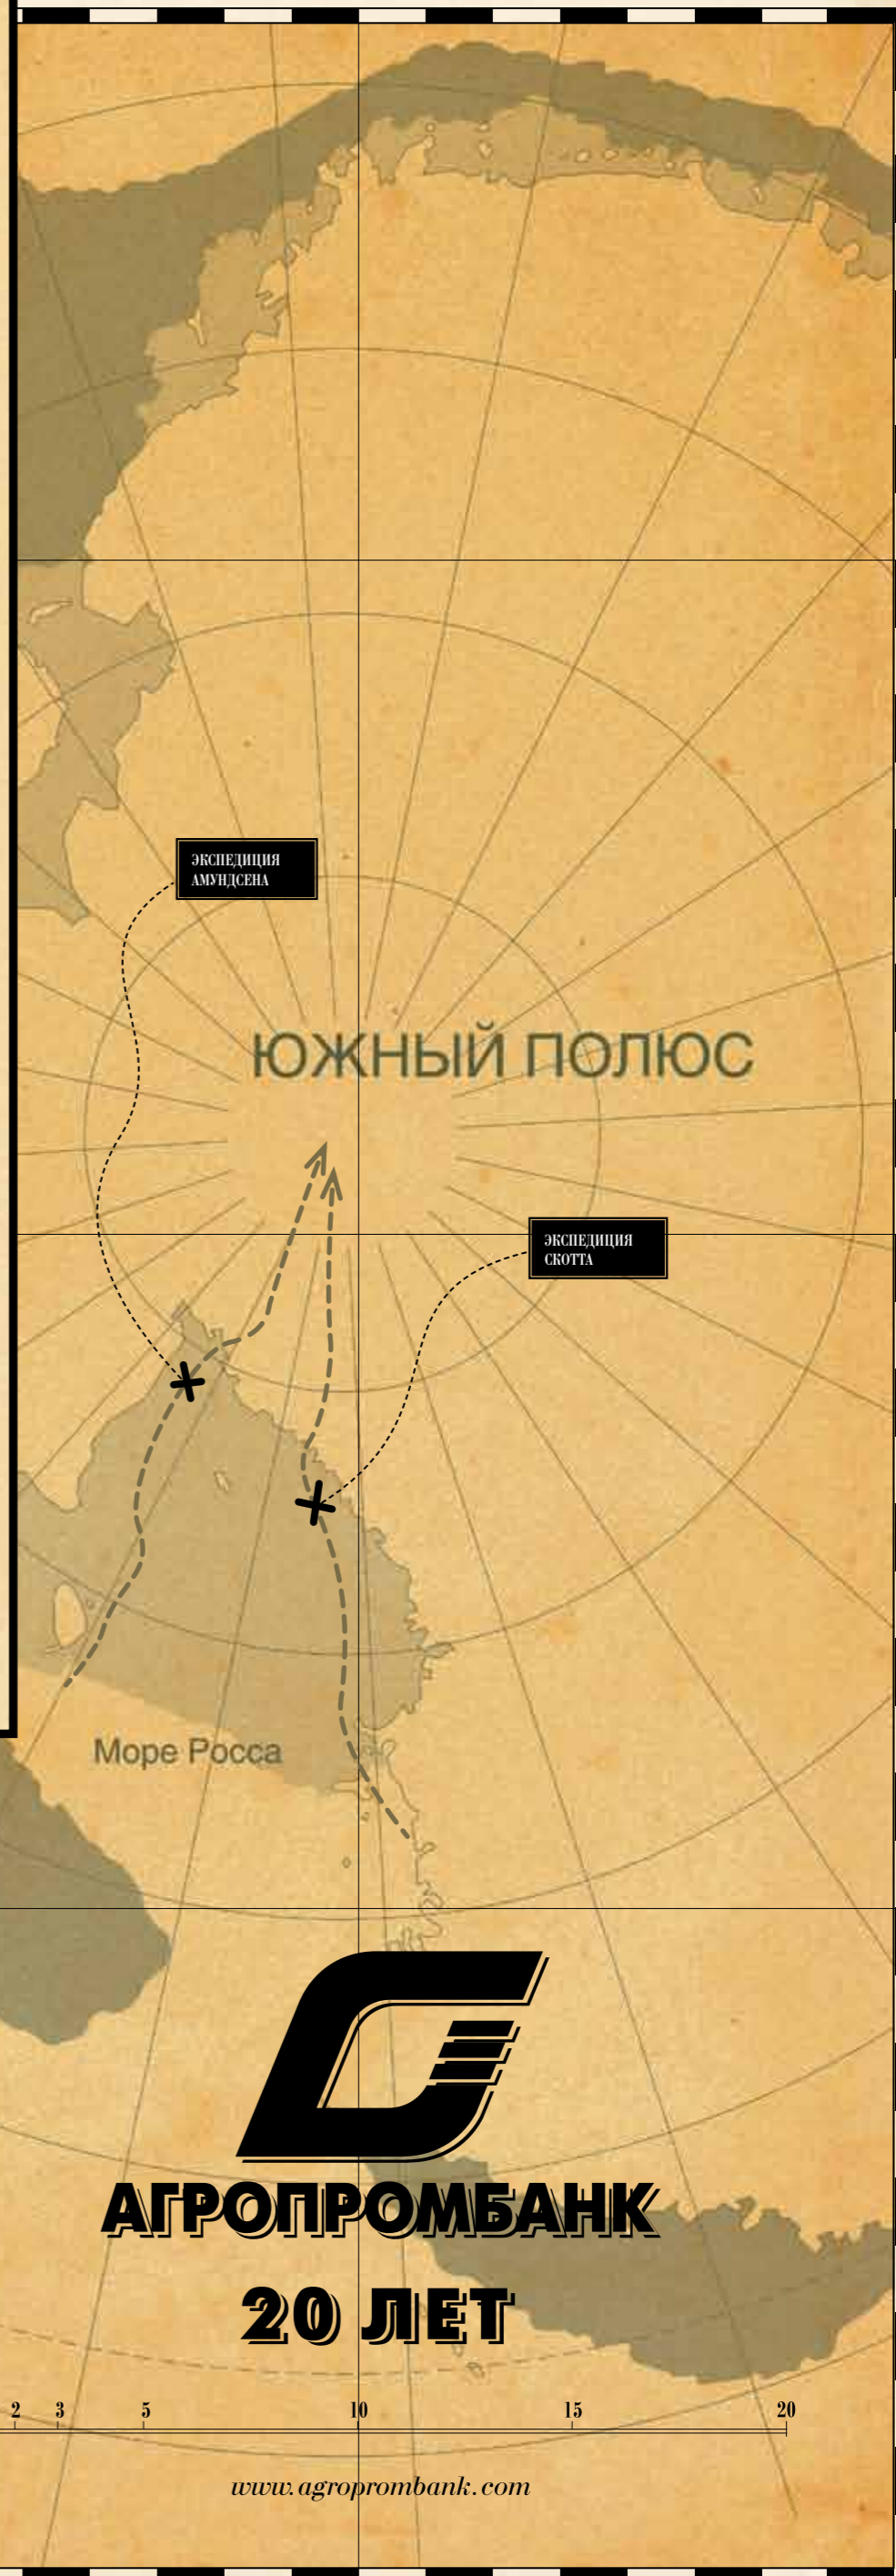 ЭКСПЕДИЦИЯ
АМУНДСЕНА
ЮЖНЫЙ ПОЛЮС
ЭКСПЕДИЦИЯ
СКОТТА
Море Росса
АГРОПРОМБАНК
20 ЛЕТ
2 3 5 10 15 20
www.agroprombank.com